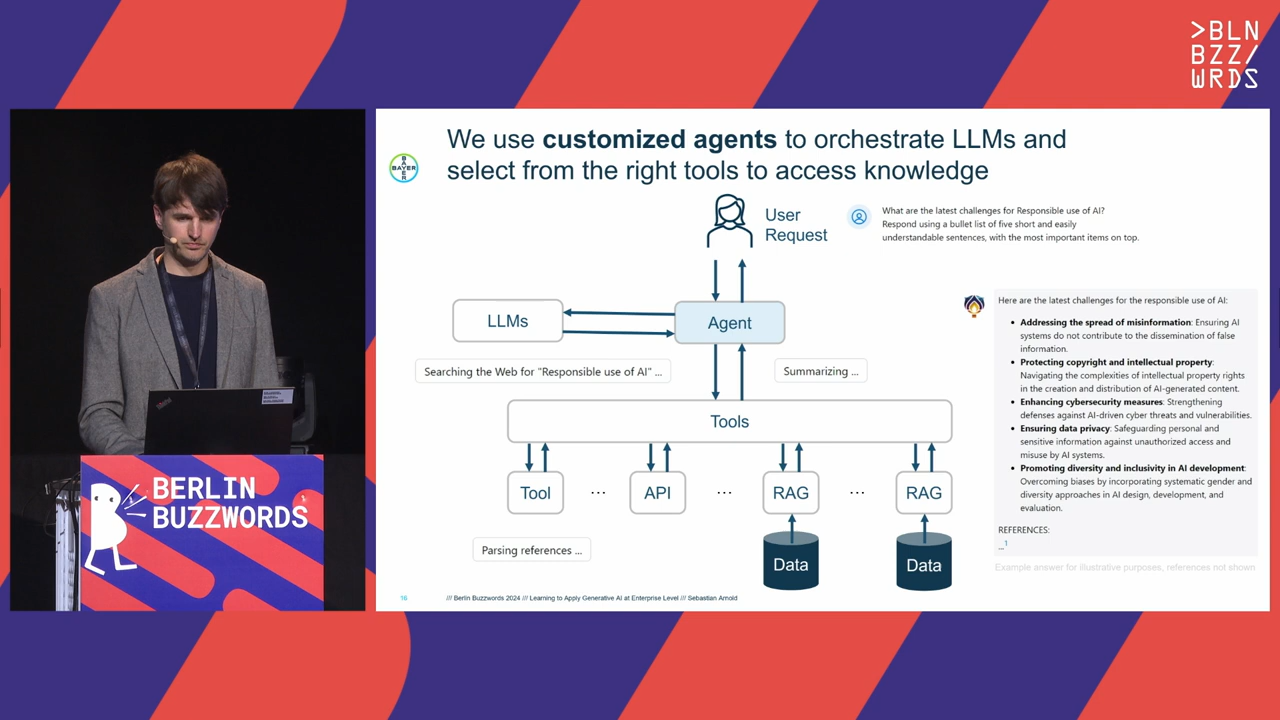 >BLN
BZZ/
WRDS
We use customized agents to orchestrate LLMs and
select from the right tools to access knowledge
BAYER
BAYER
User
Request
What are the latest challenges for Responsible use of AI?
Respond using a bullet list of five short and easily
understandable sentences, with the most important items on top.
LLMs
Agent
Searching the Web for "Responsible use of AI" ...
Summarizing ...
Tools
Tool
...
API
...
RAG
...
RAG
Parsing references ...
Data
Data
Here are the latest challenges for the responsible use of AI:
• Addressing the spread of misinformation: Ensuring AI
systems do not contribute to the dissemination of false
information.
• Protecting copyright and intellectual property:
Navigating the complexities of intellectual property rights
in the creation and distribution of AI-generated content.
• Enhancing cybersecurity measures: Strengthening
defenses against AI-driven cyber threats and vulnerabilities.
• Ensuring data privacy: Safeguarding personal and
sensitive information against unauthorized access and
misuse by AI systems.
• Promoting diversity and inclusivity in AI development:
Overcoming biases by incorporating systematic gender and
diversity approaches in AI design, development, and
evaluation.
REFERENCES:
...1
Example answer for illustrative purposes, references not shown
16
/// Berlin Buzzwords 2024 /// Learning to Apply Generative AI at Enterprise Level /// Sebastian Arnold
BERLIN
BUZZWORDS